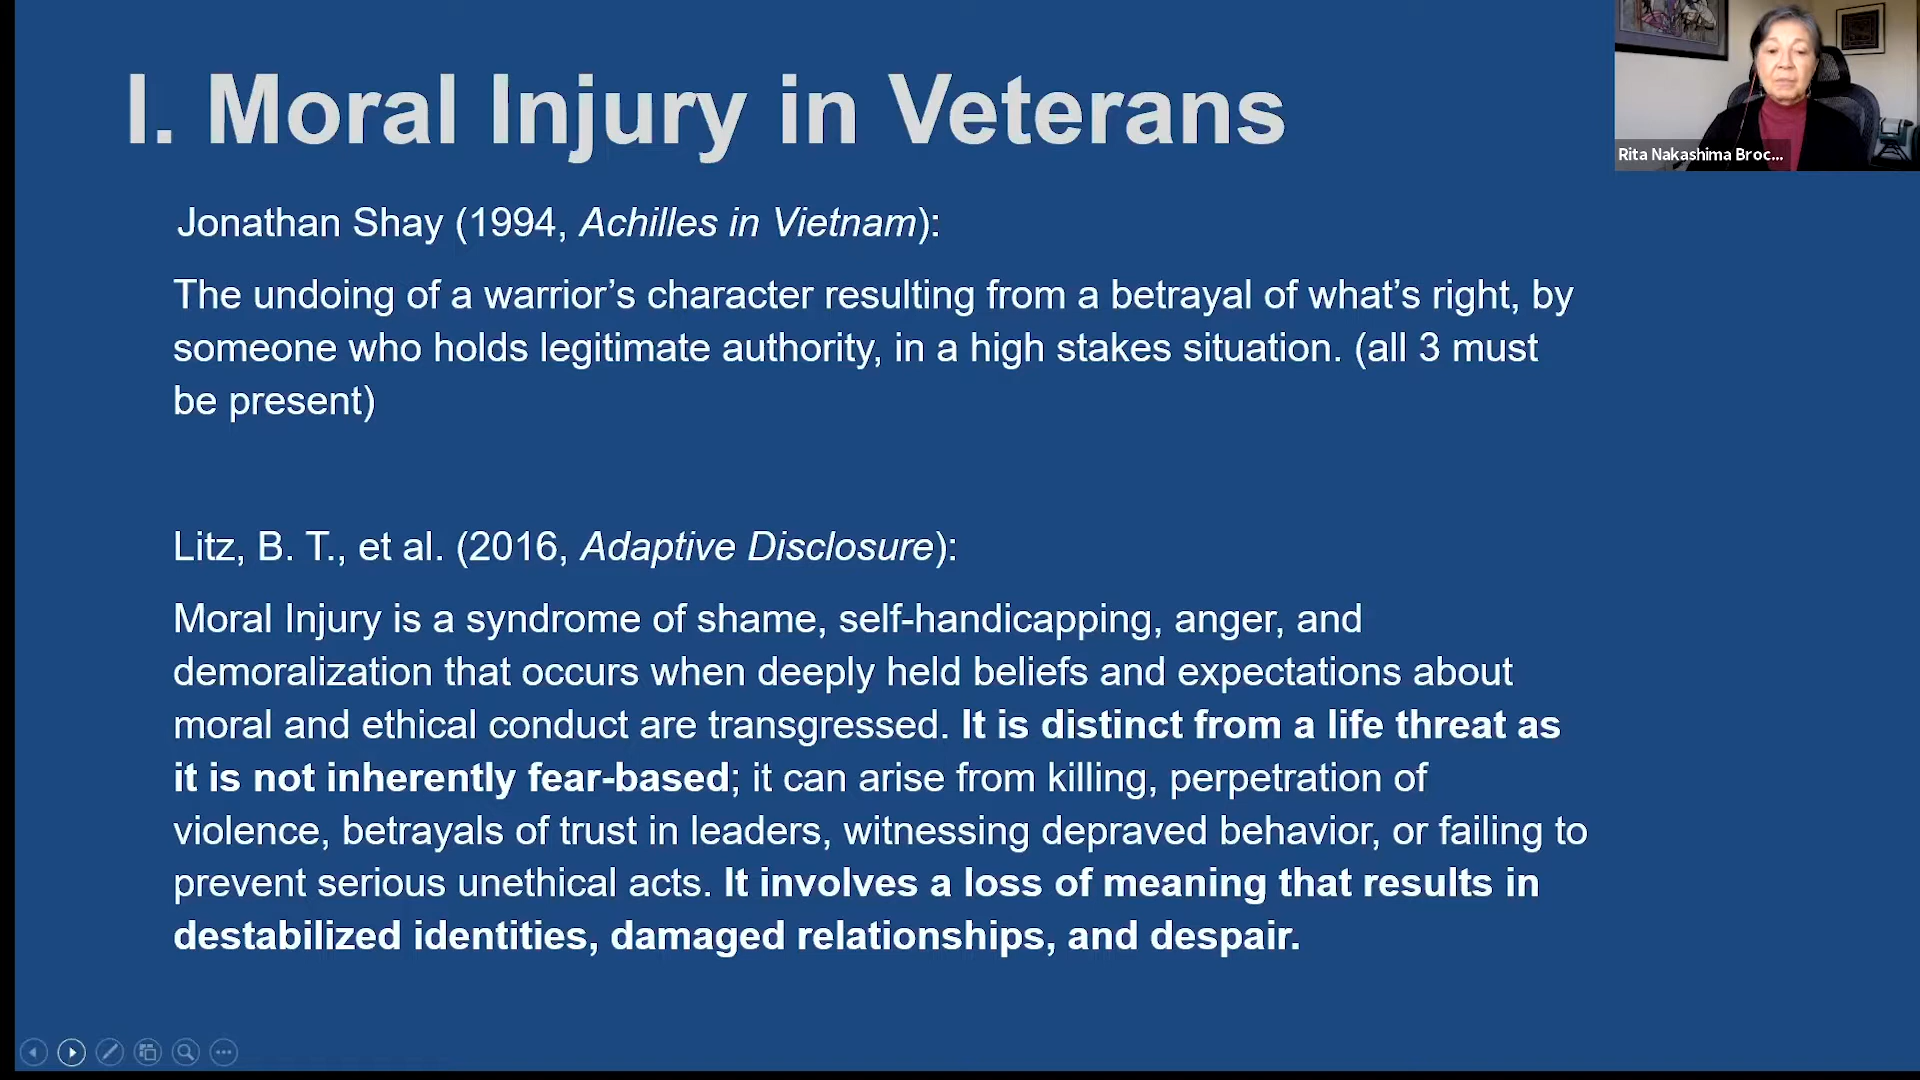 I. Moral Injury in Veterans
Rita Nakashima Broc...
Jonathan Shay (1994, Achilles in Vietnam):
The undoing of a warrior’s character resulting from a betrayal of what’s right, by
someone who holds legitimate authority, in a high stakes situation. (all 3 must
be present)
Litz, B. T., et al. (2016, Adaptive Disclosure):
Moral Injury is a syndrome of shame, self-handicapping, anger, and
demoralization that occurs when deeply held beliefs and expectations about
moral and ethical conduct are transgressed. It is distinct from a life threat as
it is not inherently fear-based; it can arise from killing, perpetration of
violence, betrayals of trust in leaders, witnessing depraved behavior, or failing to
prevent serious unethical acts. It involves a loss of meaning that results in
destabilized identities, damaged relationships, and despair.